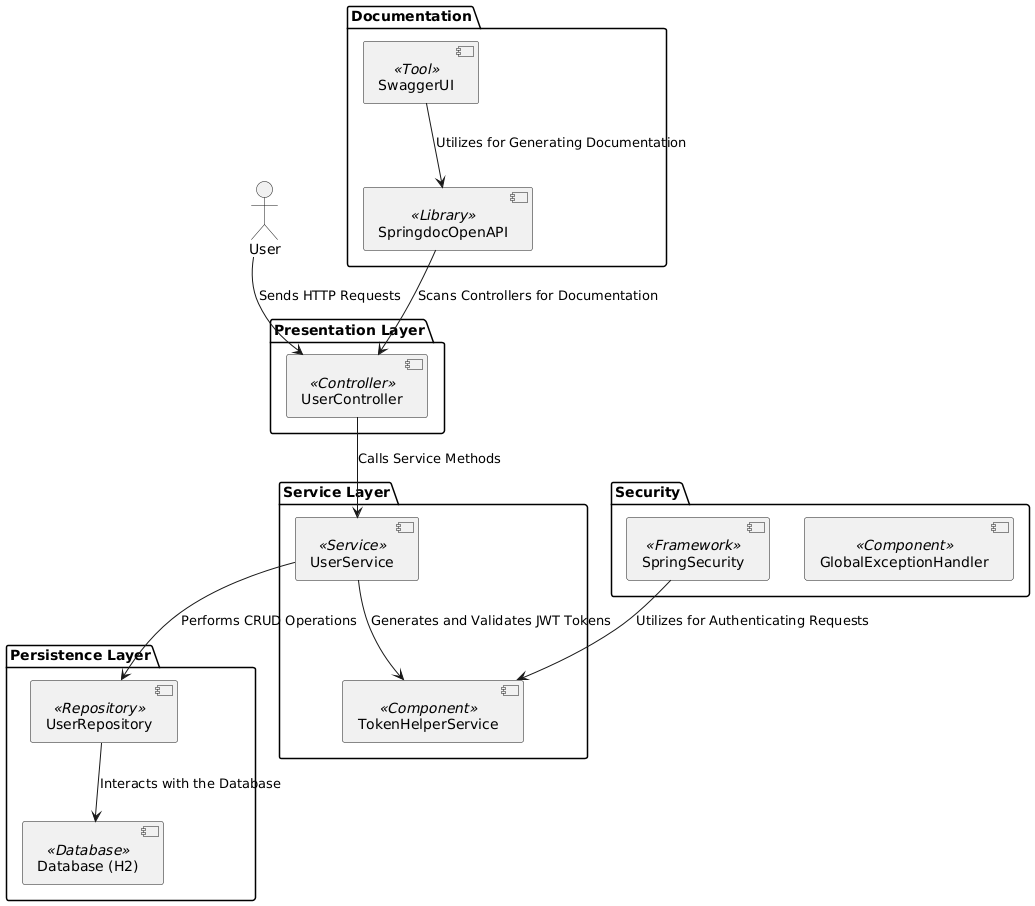 Documentation
«Tool»
SwaggerUI
Utilizes for Generating Documentation
«Library»
SpringdocOpenAPI
User
Sends HTTP Requests
Scans Controllers for Documentation
Presentation Layer
«Controller»
UserController
Calls Service Methods
Service Layer
«Service»
UserService
Security
«Framework»
SpringSecurity
«Component»
GlobalExceptionHandler
Performs CRUD Operations
Generates and Validates JWT Tokens
Utilizes for Authenticating Requests
Persistence Layer
«Repository»
UserRepository
«Component»
TokenHelperService
Interacts with the Database
«Database»
Database (H2)